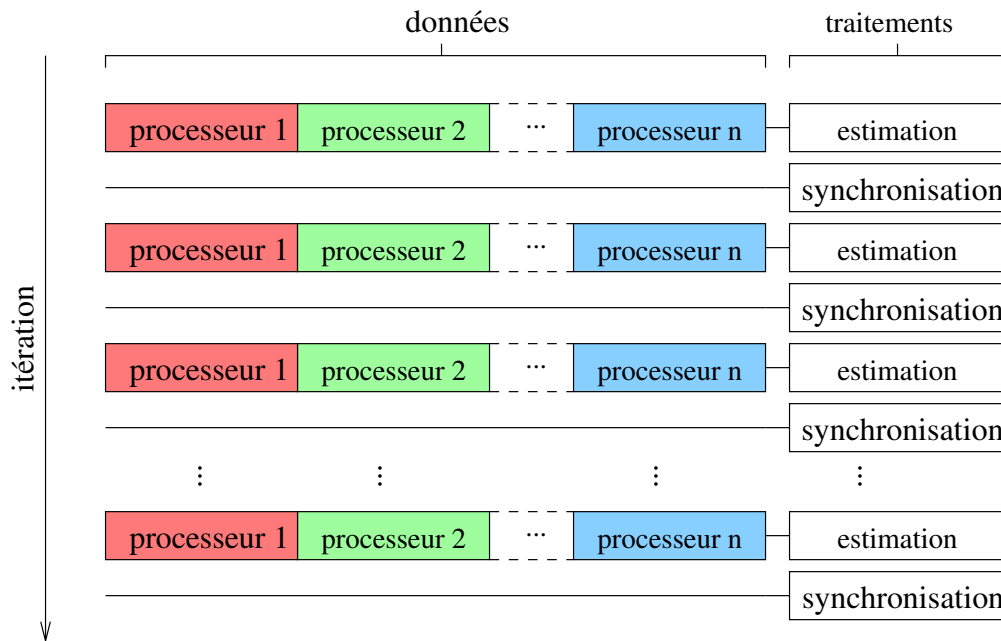 données traitements
processeur 1 processeur 2 ... processeur n estimation
synchronisation
processeur 1 processeur 2 ... processeur n estimation
synchronisation
itération
processeur 1 processeur 2 ... processeur n estimation
synchronisation
⋮ ⋮ ⋮ ⋮
processeur 1 processeur 2 ... processeur n estimation
synchronisation